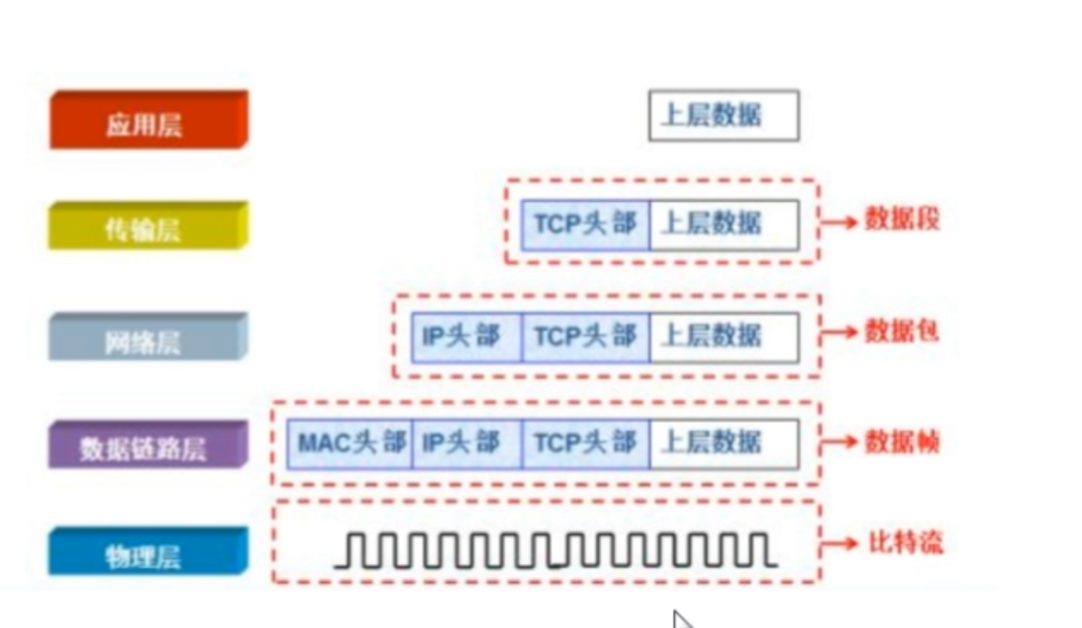 应用层 上层数据
传输层 TCP头部 上层数据 数据段
网络层 IP头部 TCP头部 上层数据 数据包
数据链路层 MAC头部 IP头部 TCP头部 上层数据 数据帧
物理层 比特流